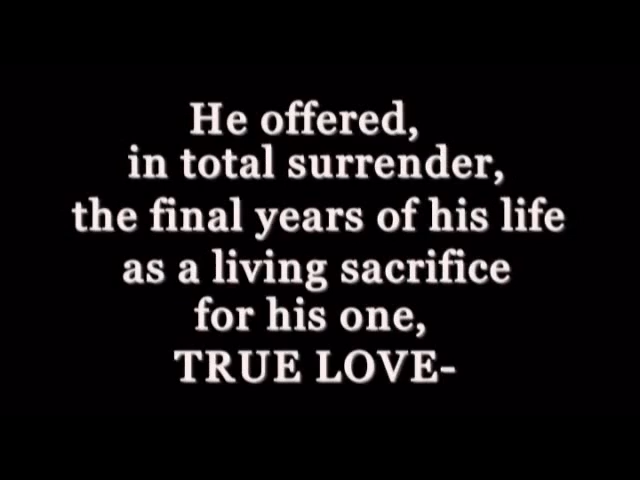 He offered,
in total surrender,
the final years of his life
as a living sacrifice
for his one,
TRUE LOVE-